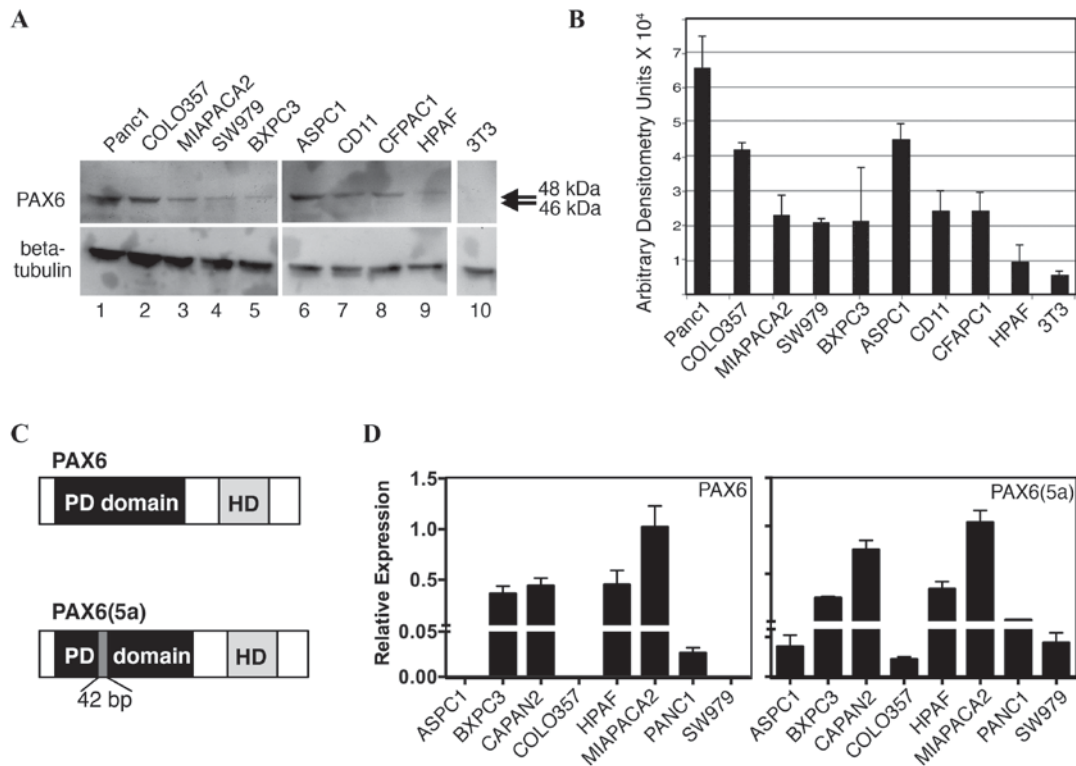 A
Panc1
COLO357
MIAPACA2
SW979
BXPC3
ASPC1
CD11
CFPAC1
HPAF
3T3
PAX6
48 kDa
46 kDa
beta-
tubulin
1 2 3 4 5 6 7 8 9 10
B
Arbitrary Densitometry Units X 10⁴
7
6
5
4
3
2
1
Panc1
COLO357
MIAPACA2
SW979
BXPC3
ASPC1
CD11
CFAPC1
HPAF
3T3
C
PAX6
PD domain
HD
PAX6(5a)
PD domain
HD
42 bp
D
Relative Expression
1.5
1.0
0.5
0.05
0.00
PAX6
ASPC1
BXPC3
CAPAN2
COLO357
HPAF
MIAPACA2
PANC1
SW979
PAX6(5a)
ASPC1
BXPC3
CAPAN2
COLO357
HPAF
MIAPACA2
PANC1
SW979